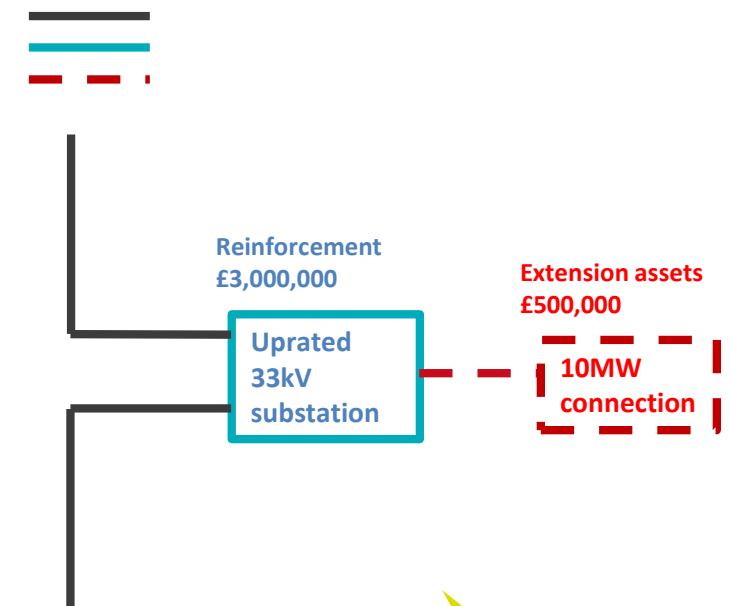 Reinforcement
£3,000,000
Extension assets
£500,000
Uprated
33kV
substation
10MW
connection